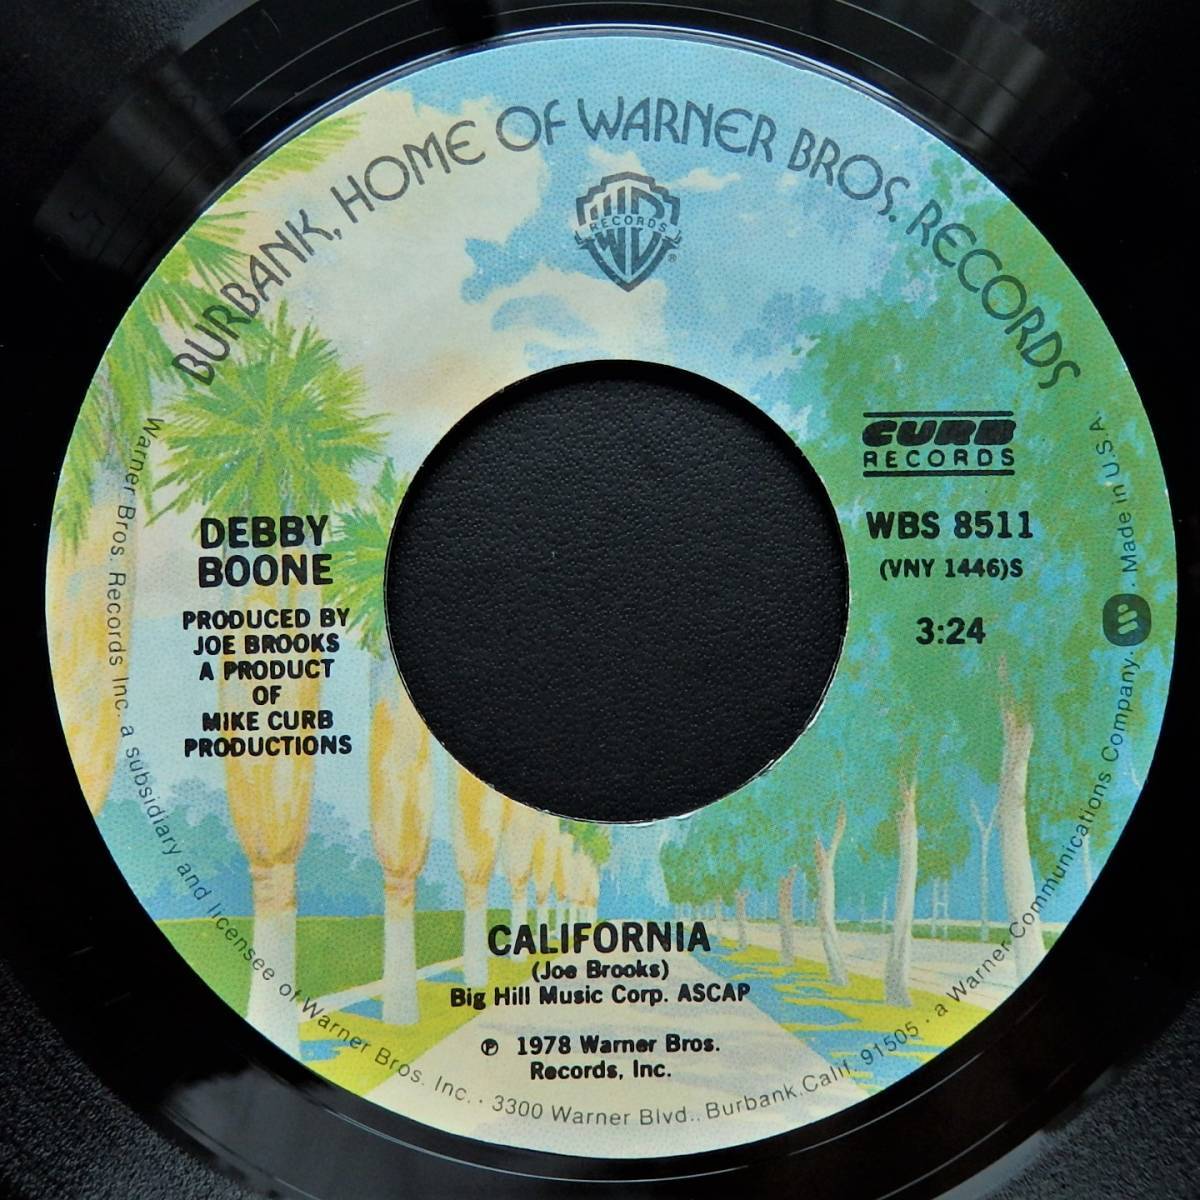 BURBANK, HOME OF WARNER BROS. RECORDS
W B
RECORDS
®
CURB
RECORDS
WBS 8511
(VNY 1446)S
3:24
DEBBY
BOONE
PRODUCED BY
JOE BROOKS
A PRODUCT
OF
MIKE CURB
PRODUCTIONS
CALIFORNIA
(Joe Brooks)
Big Hill Music Corp. ASCAP
℗ 1978 Warner Bros.
Records, Inc.
Warner Bros. Records Inc. a subsidiary and licensee of Warner Bros. Inc. · 3300 Warner Blvd., Burbank, Calif. 91505 · a Warner Communications Company. W · Made in U.S.A.